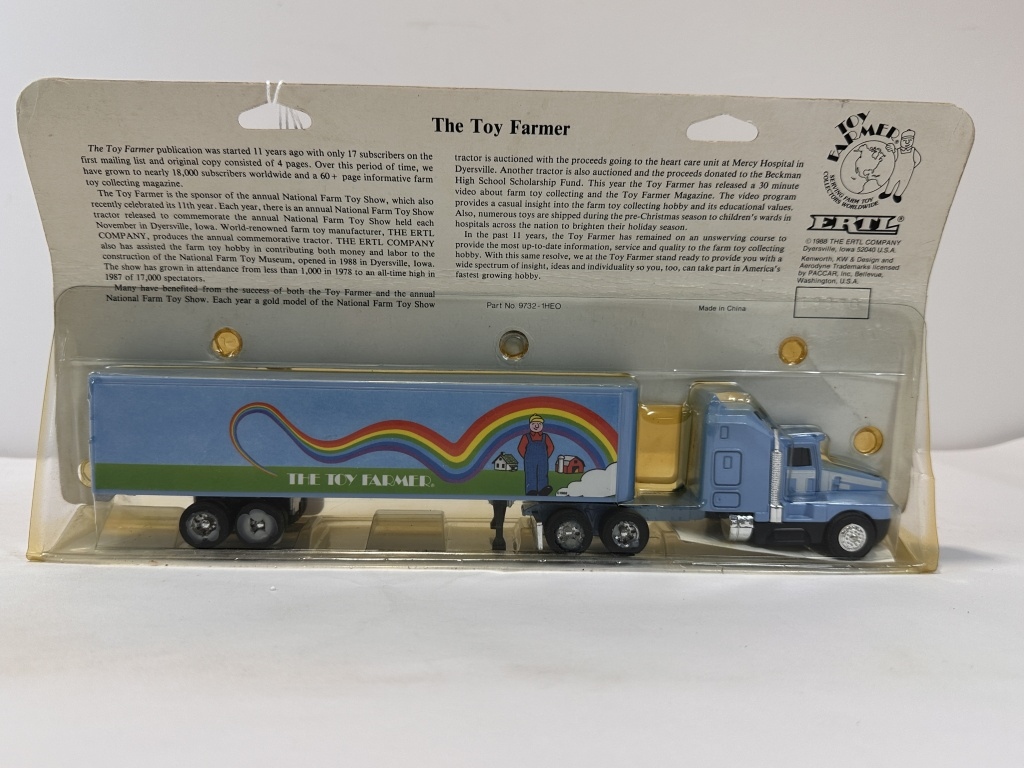 The Toy Farmer
The Toy Farmer publication was started 11 years ago with only 17 subscribers on the
first mailing list and original copy consisted of 4 pages. Over this period of time, we
have grown to nearly 18,000 subscribers worldwide and a 60+ page informative farm
toy collecting magazine.
The Toy Farmer is the sponsor of the annual National Farm Toy Show, which also
recently celebrated its 11th year. Each year, there is an annual National Farm Toy Show
tractor released to commemorate the annual National Farm Toy Show held each
November in Dyersville, Iowa. World-renowned farm toy manufacturer, THE ERTL
COMPANY, produces the annual commemorative tractor. THE ERTL COMPANY
also has assisted the farm toy hobby in contributing both money and labor to the
construction of the National Farm Toy Museum, opened in 1988 in Dyersville, Iowa.
The show has grown in attendance from less than 1,000 in 1978 to an all-time high in
1987 of 17,000 spectators.
Many have benefited from the success of both the Toy Farmer and the annual
National Farm Toy Show. Each year a gold model of the National Farm Toy Show
tractor is auctioned with the proceeds going to the heart care unit at Mercy Hospital in
Dyersville. Another tractor is also auctioned and the proceeds donated to the Beckman
High School Scholarship Fund. This year the Toy Farmer has released a 30 minute
video about farm toy collecting and the Toy Farmer Magazine. The video program
provides a casual insight into the farm toy collecting hobby and its educational values.
Also, numerous toys are shipped during the pre-Christmas season to children's wards in
hospitals across the nation to brighten their holiday season.
In the past 11 years, the Toy Farmer has remained on an unswerving course to
provide the most up-to-date information, service and quality to the farm toy collecting
hobby. With this same resolve, we at the Toy Farmer stand ready to provide you with a
wide spectrum of insight, ideas and individuality so you, too, can take part in America's
fastest growing hobby.
Part No. 9732-1HEO
Made in China
TOY
FARMER
SERVING FARM TOY
COLLECTORS WORLDWIDE
ERTL®
© 1988 THE ERTL COMPANY
Dyersville, Iowa 52040 U.S.A.
Kenworth, KW & Design and
Aerodyne Trademarks licensed
by PACCAR, Inc, Bellevue,
Washington, U.S.A.
THE TOY FARMER.
T